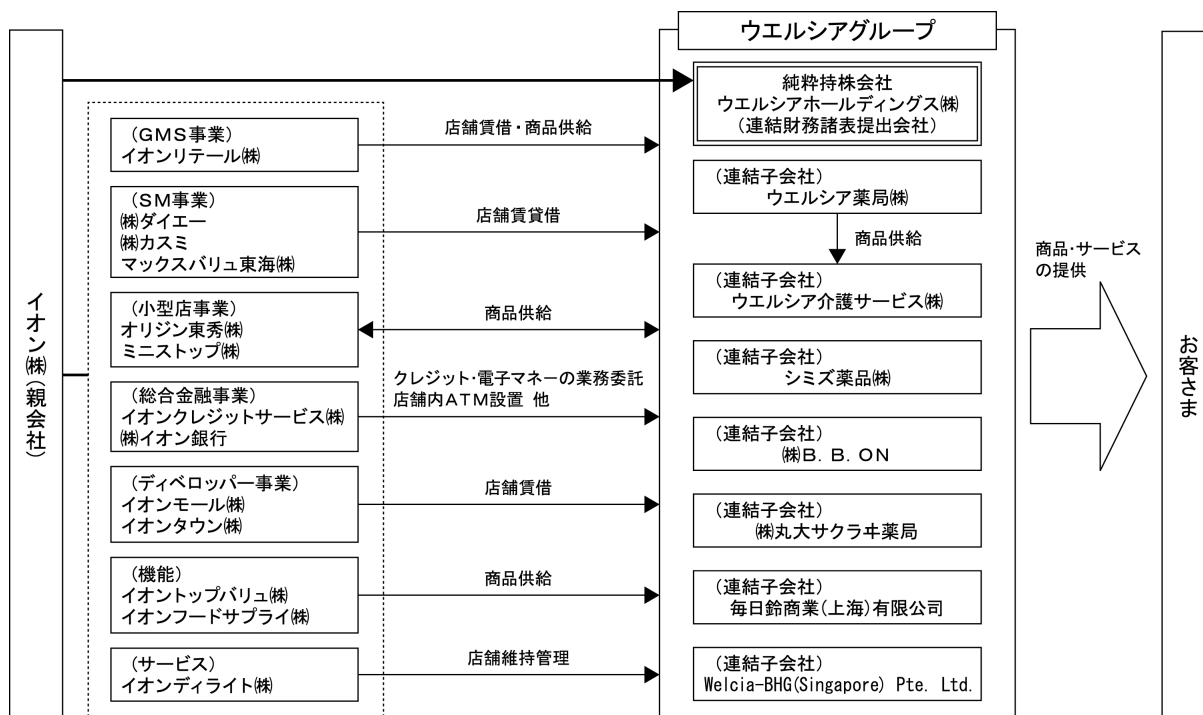 イオン㈱(親会社)
(GMS事業)
イオンリテール㈱
(SM事業)
㈱ダイエー
㈱カスミ
マックスバリュ東海㈱
(小型店事業)
オリジン東秀㈱
ミニストップ㈱
(総合金融事業)
イオンクレジットサービス㈱
㈱イオン銀行
(ディベロッパー事業)
イオンモール㈱
イオンタウン㈱
(機能)
イオントップバリュ㈱
イオンフードサプライ㈱
(サービス)
イオンディライト㈱
店舗賃借・商品供給
店舗賃貸借
商品供給
クレジット・電子マネーの業務委託
店舗内ATM設置 他
店舗賃借
商品供給
店舗維持管理
ウエルシアグループ
純粋持株会社
ウエルシアホールディングス㈱
(連結財務諸表提出会社)
(連結子会社)
ウエルシア薬局㈱
商品供給
(連結子会社)
ウエルシア介護サービス㈱
(連結子会社)
シミズ薬品㈱
(連結子会社)
㈱B. B. ON
(連結子会社)
㈱丸大サクラヰ薬局
(連結子会社)
毎日鈴商業(上海)有限公司
(連結子会社)
Welcia-BHG(Singapore) Pte. Ltd.
商品・サービス
の提供
お客さま